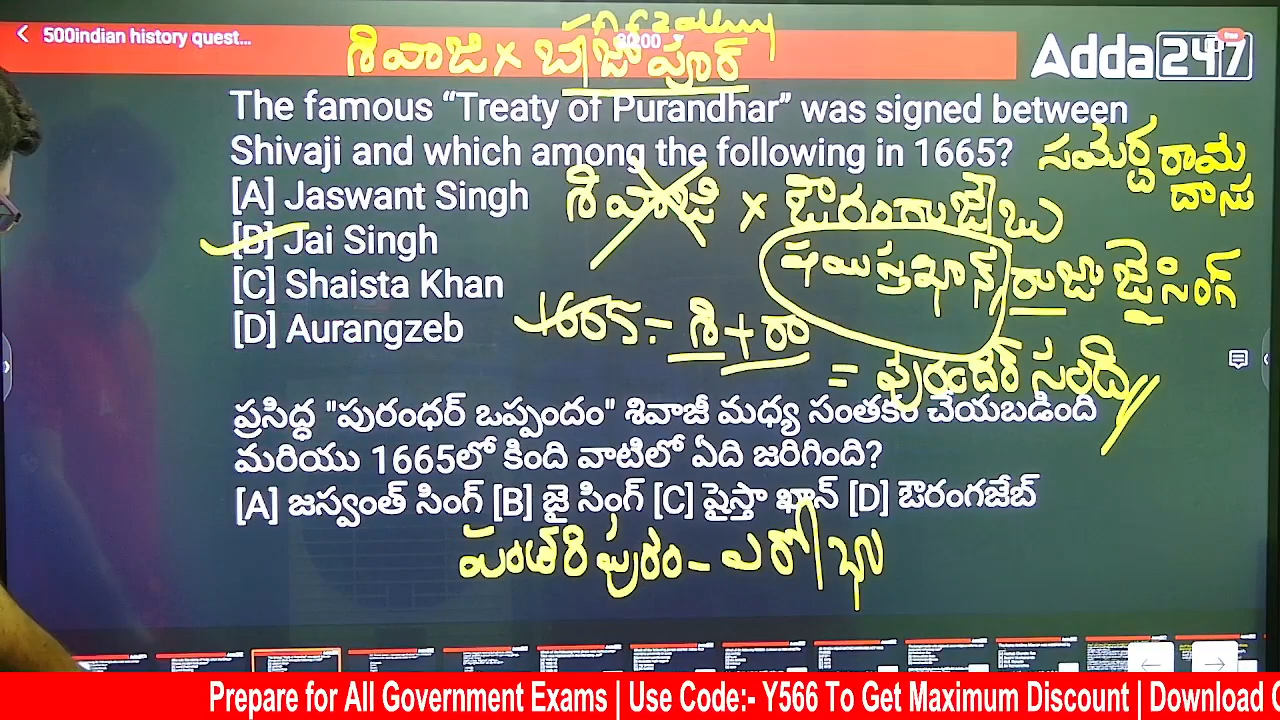 500indian history quest...
శివాజి x బీజాపూర్
30:00
Adda247
free
The famous “Treaty of Purandhar” was signed between
Shivaji and which among the following in 1665?
సమర్ధ రామ
దాసు
[A] Jaswant Singh
శివాజి x ఔరంగజేబు
[B] Jai Singh
[C] Shaista Khan
రాజా జైసింగ్
1665:- శి + రా
[D] Aurangzeb
= పురందర్ సంధి
ప్రసిద్ధ "పురంధర్ ఒప్పందం" శివాజీ మధ్య సంతకం చేయబడింది
మరియు 1665లో కింది వాటిలో ఏది జరిగింది?
[A] జస్వంత్ సింగ్ [B] జై సింగ్ [C] షైస్తా ఖాన్ [D] ఔరంగజేబ్
Prepare for All Government Exams | Use Code:- Y566 To Get Maximum Discount | Download